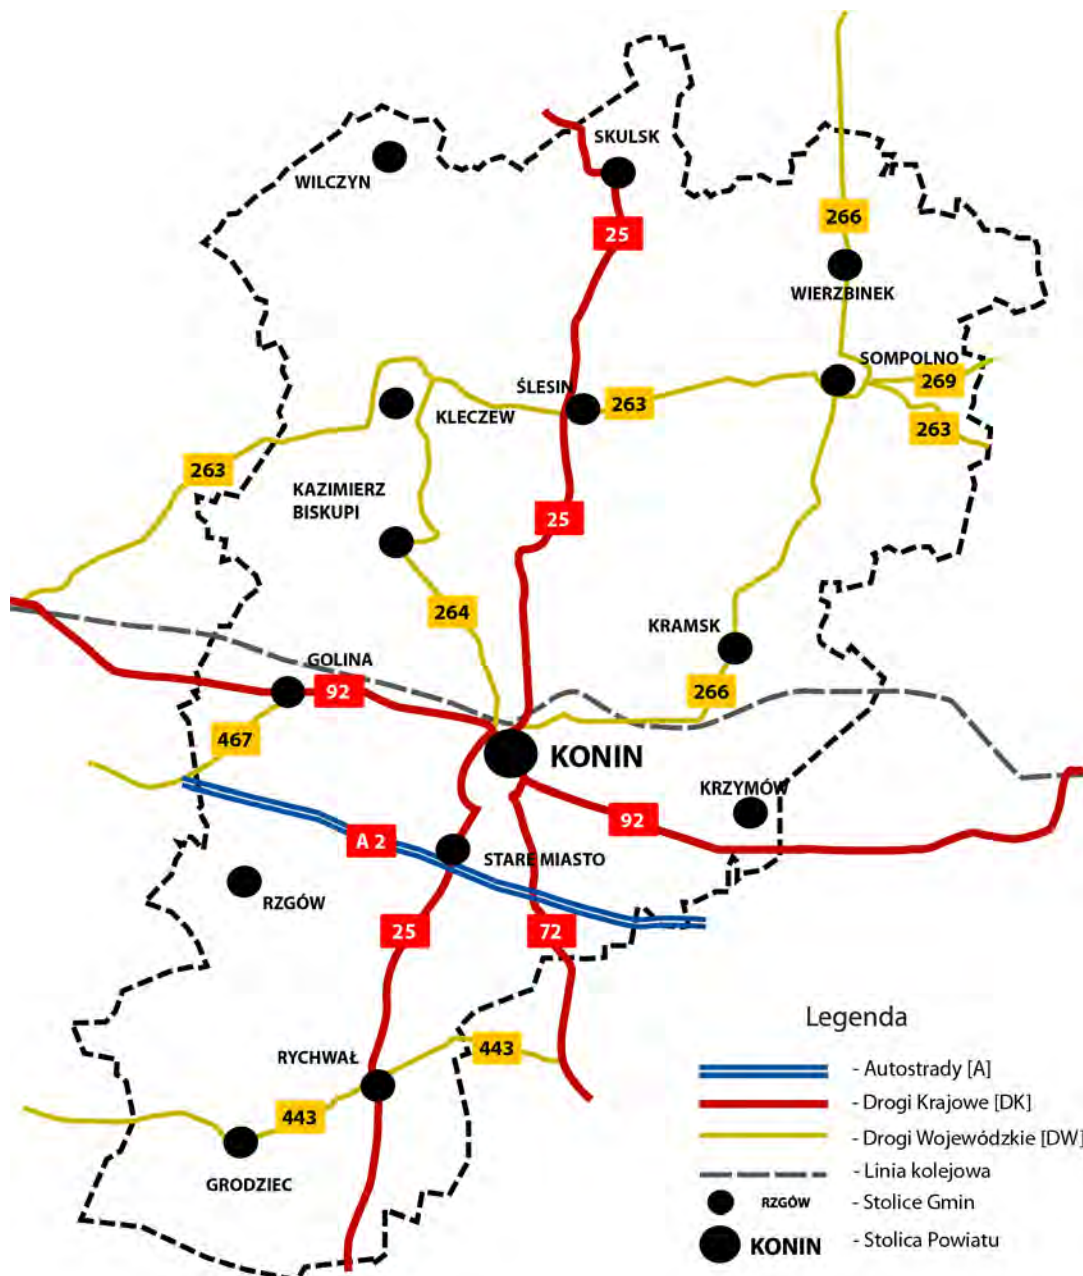 SKULSK
WILCZYN
266
25
WIERZBINEK
SOMPOLNO
ŚLESIN
269
263
KLECZEW
263
263
KAZIMIERZ
BISKUPI
25
264
KRAMSK
GOLINA
92
266
467
KONIN
KRZYMÓW
92
A 2
STARE MIASTO
RZGÓW
25
72
RYCHWAŁ
443
443
GRODZIEC
Legenda
- Autostrady [A]
- Drogi Krajowe [DK]
- Drogi Wojewódzkie [DW]
- Linia kolejowa
RZGÓW - Stolice Gmin
KONIN - Stolica Powiatu